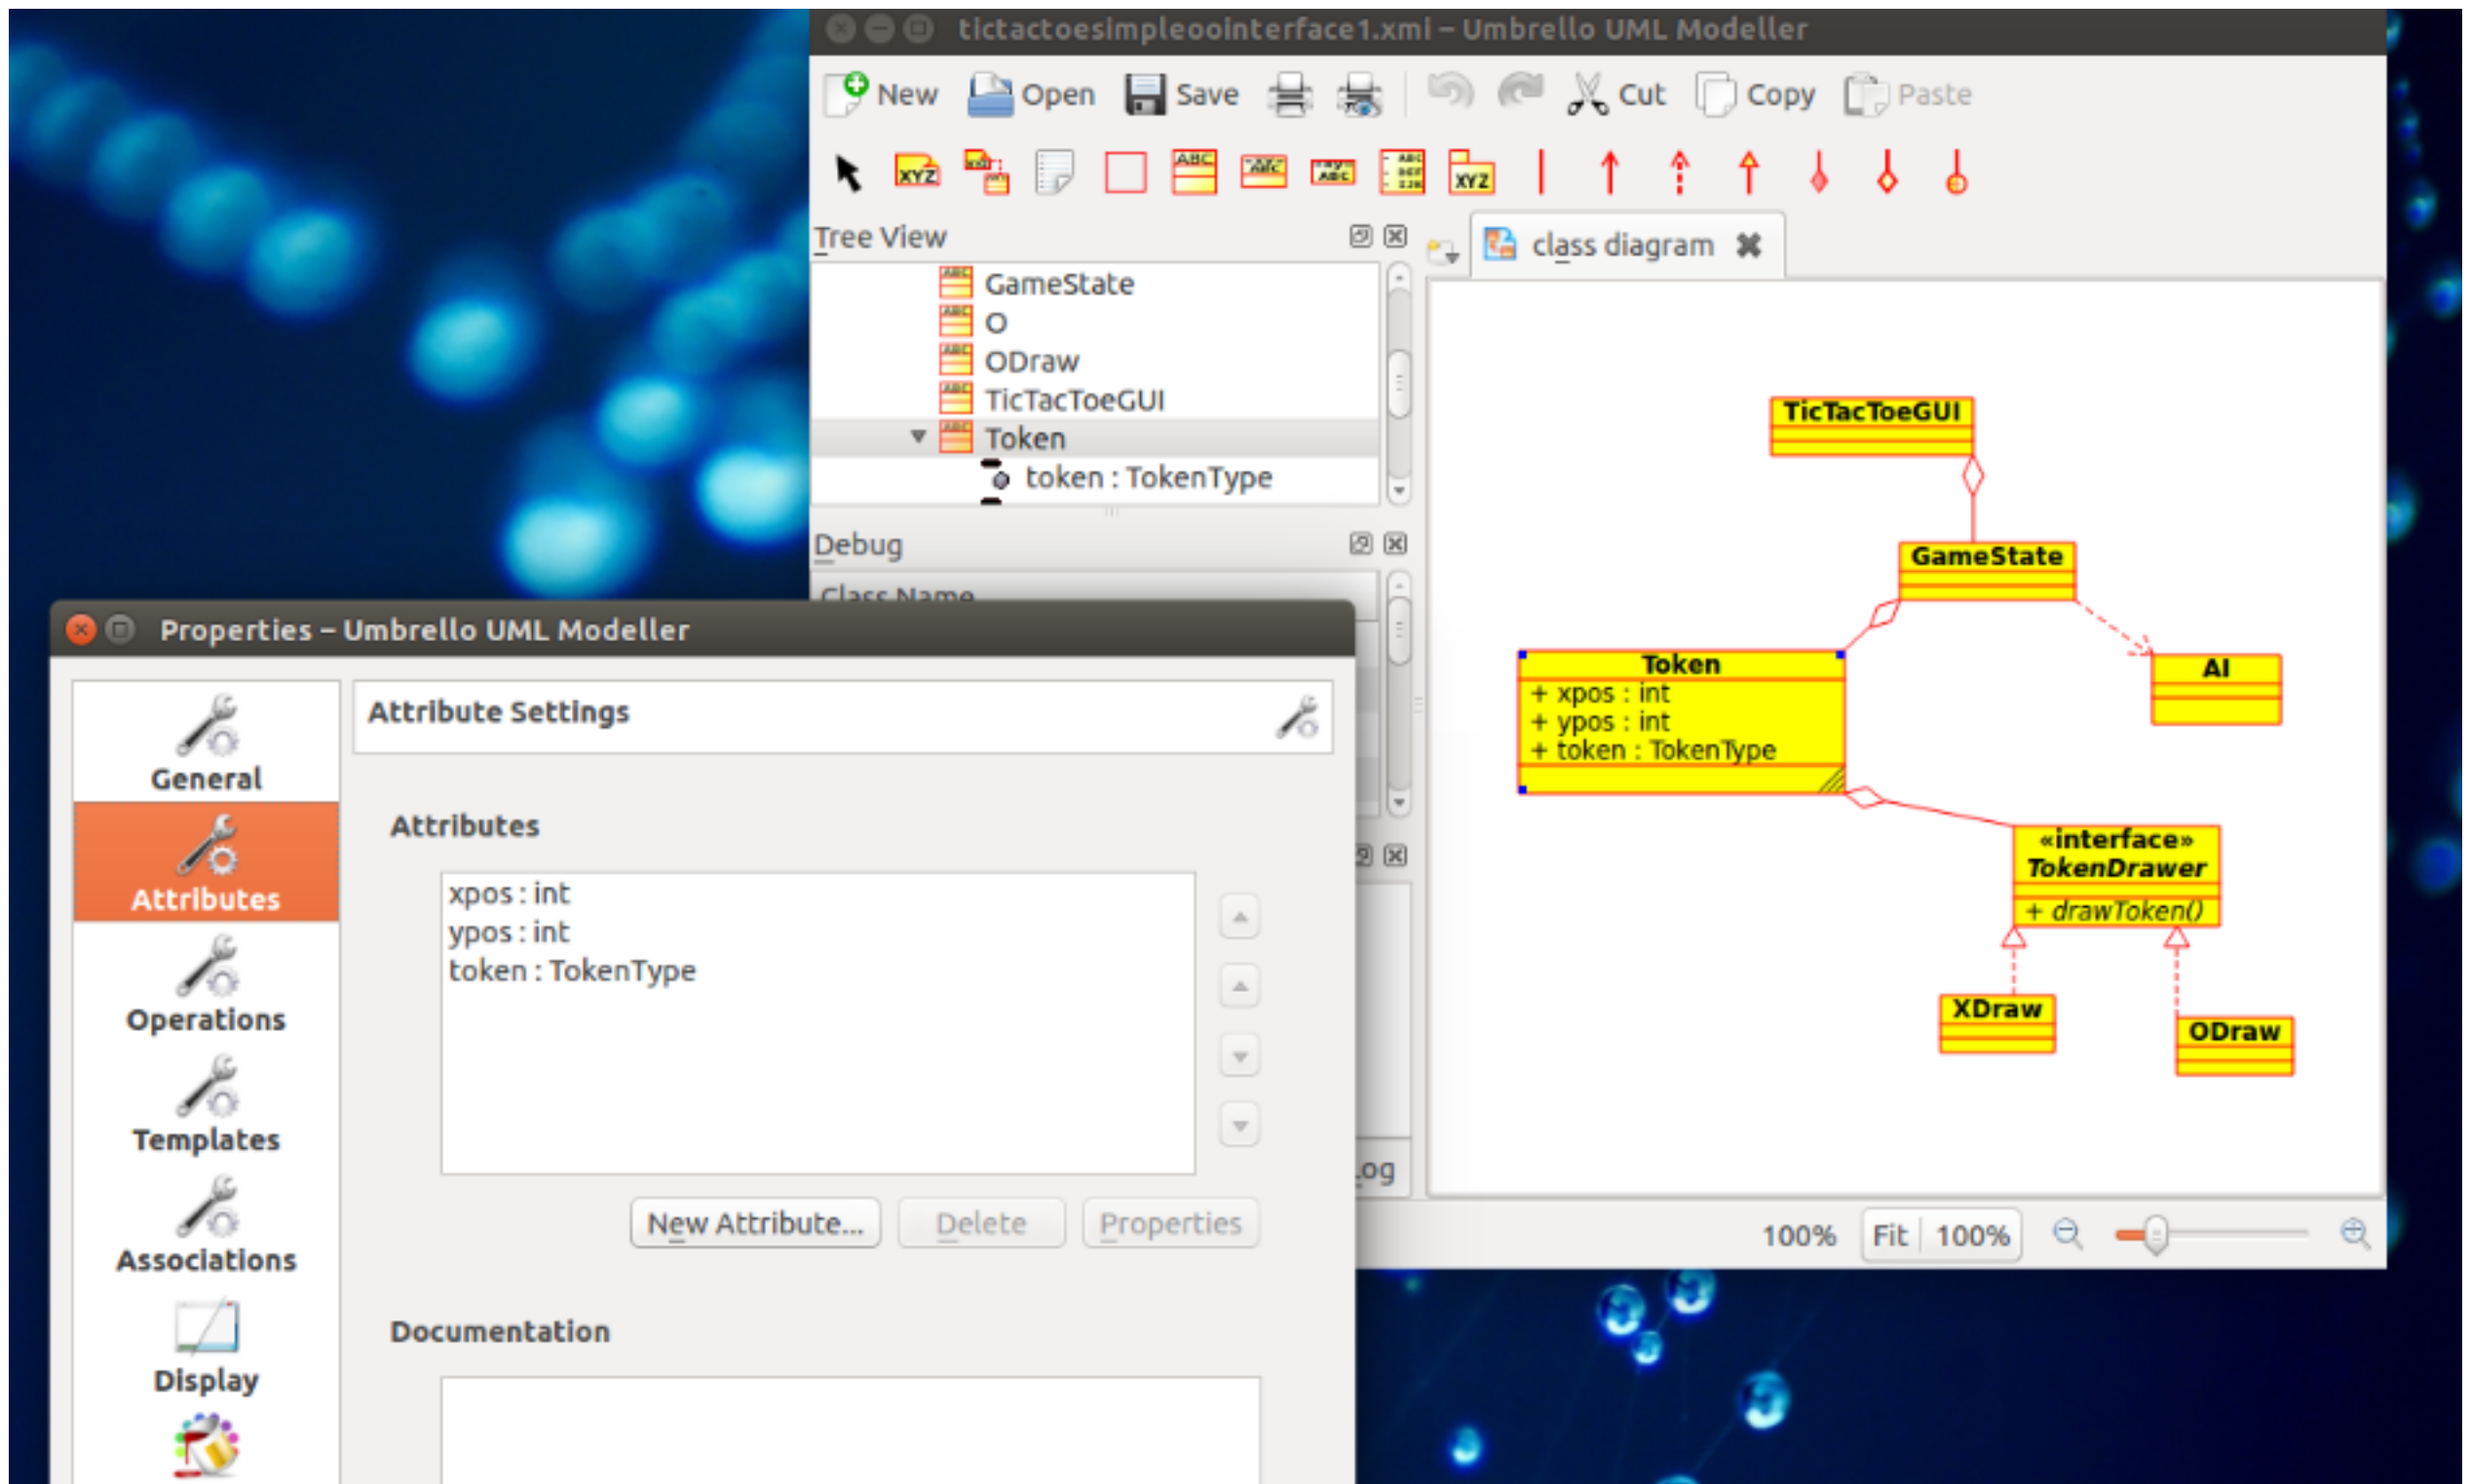 tictactoesimpleoointerface1.xmi – Umbrello UML Modeller
New Open Save Cut Copy Paste
XYZ ABC ABC ABC XYZ
Tree View
class diagram
GameState
O
ODraw
TicTacToeGUI
Token
token : TokenType
Debug
Class Name
TicTacToeGUI
GameState
Token
+ xpos : int
+ ypos : int
+ token : TokenType
AI
«interface»
TokenDrawer
+ drawToken()
XDraw
ODraw
Log
100% Fit 100%
Properties – Umbrello UML Modeller
General
Attributes
Operations
Templates
Associations
Display
Attribute Settings
Attributes
xpos : int
ypos : int
token : TokenType
New Attribute... Delete Properties
Documentation